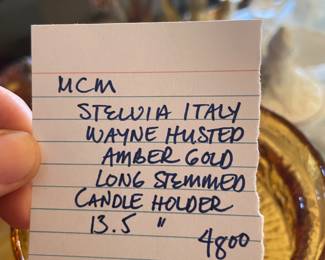 MCM
STELVIA ITALY
WAYNE HUSTED
AMBER GOLD
LONG STEMMED
CANDLE HOLDER
13.5 "
4800